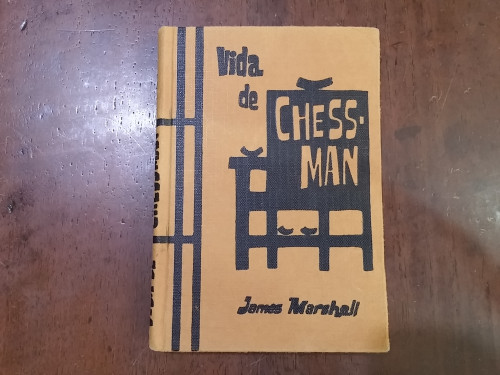 Vida
de
CHESS-
MAN
James Marshall